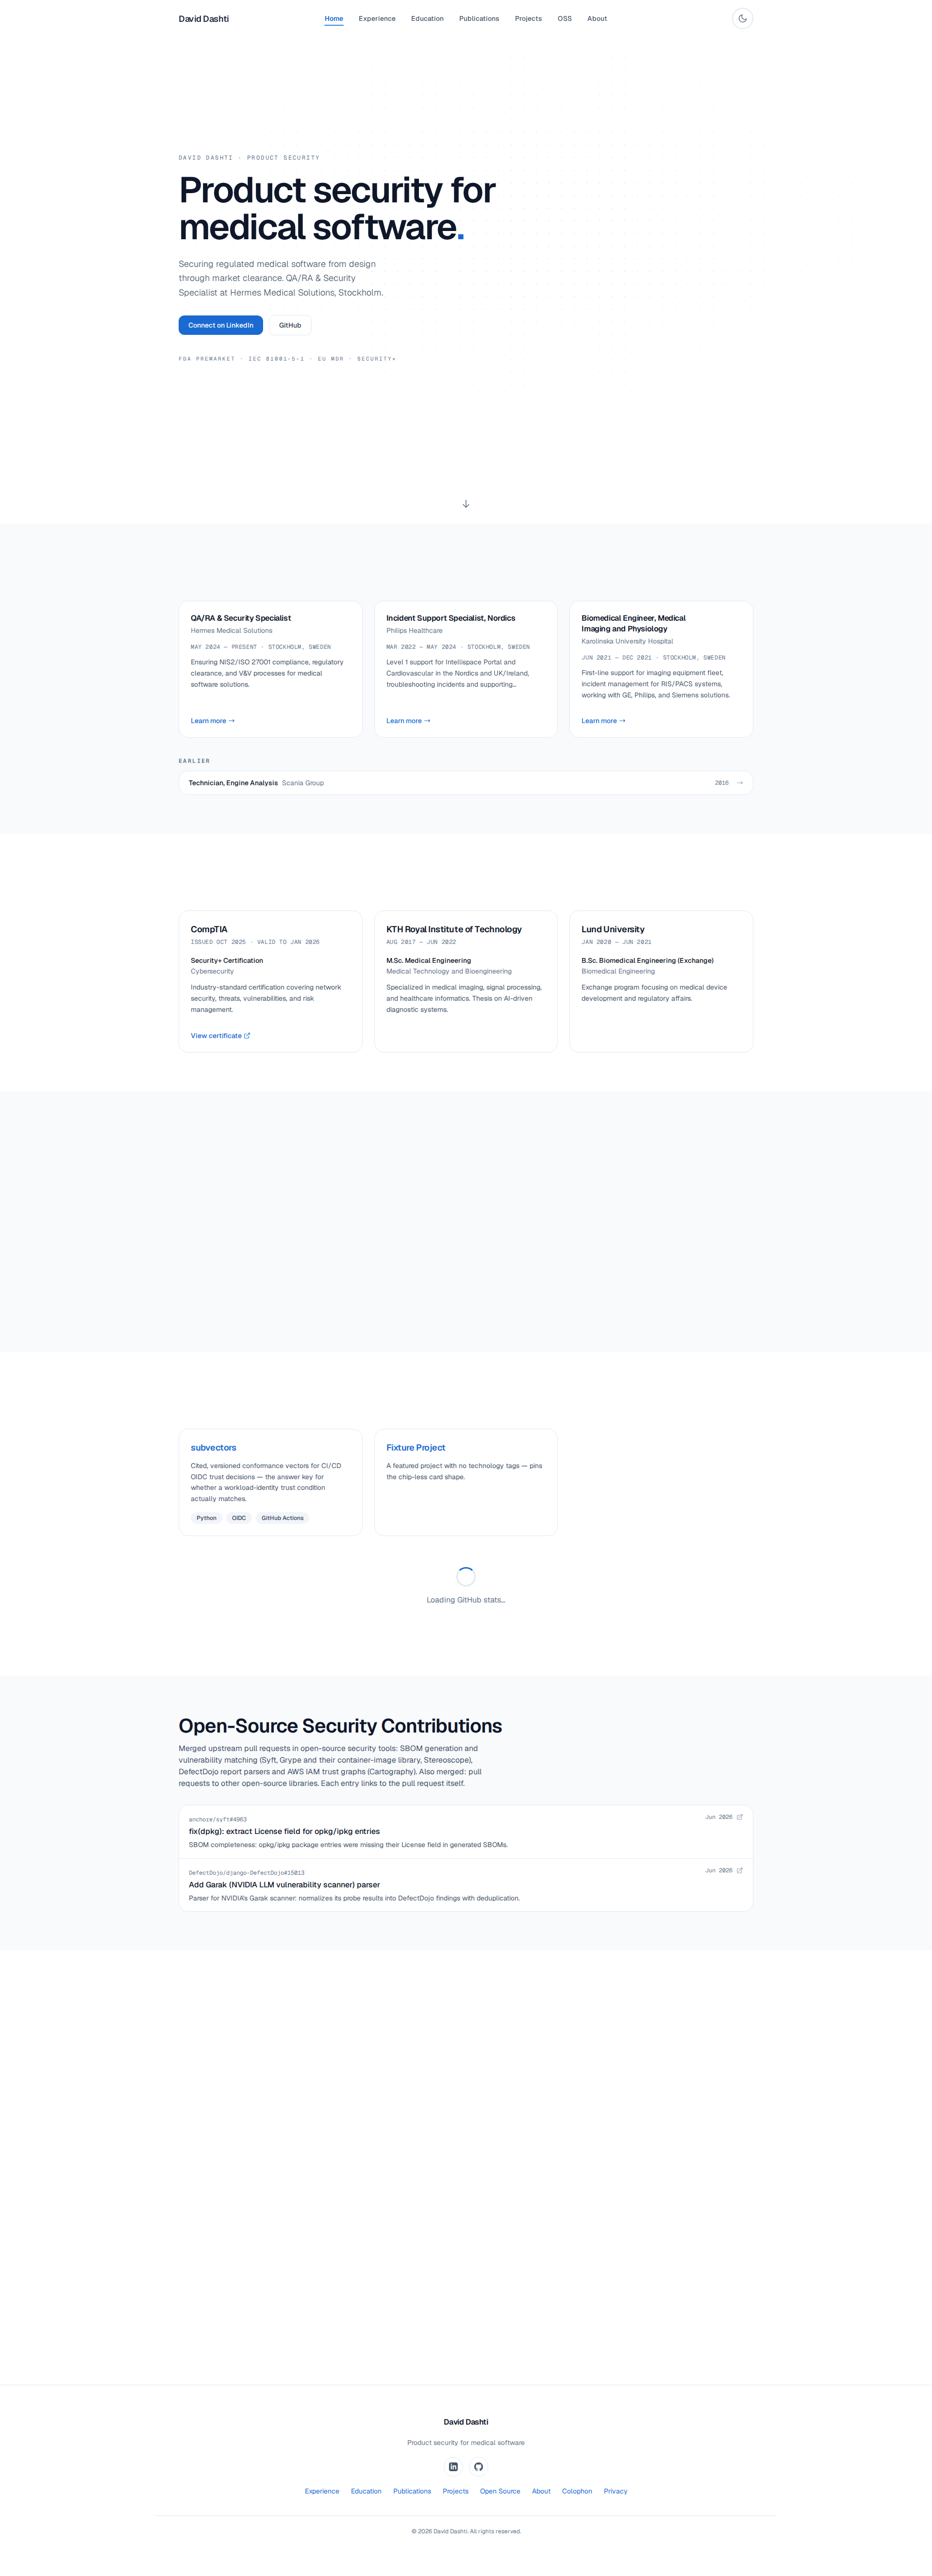 David Dashti
Home Experience Education Publications Projects OSS About
DAVID DASHTI · PRODUCT SECURITY
Product security for
medical software.
Securing regulated medical software from design
through market clearance. QA/RA & Security
Specialist at Hermes Medical Solutions, Stockholm.
Connect on LinkedIn GitHub
FDA PREMARKET · IEC 81001-5-1 · EU MDR · SECURITY+
QA/RA & Security Specialist
Hermes Medical Solutions
MAY 2024 — PRESENT · STOCKHOLM, SWEDEN
Ensuring NIS2/ISO 27001 compliance, regulatory
clearance, and V&V processes for medical
software solutions.
Learn more →
Incident Support Specialist, Nordics
Philips Healthcare
MAR 2022 — MAY 2024 · STOCKHOLM, SWEDEN
Level 1 support for Intellispace Portal and
Cardiovascular in the Nordics and UK/Ireland,
troubleshooting incidents and supporting...
Learn more →
Biomedical Engineer, Medical
Imaging and Physiology
Karolinska University Hospital
JUN 2021 — DEC 2021 · STOCKHOLM, SWEDEN
First-line support for imaging equipment fleet,
incident management for RIS/PACS systems,
working with GE, Philips, and Siemens solutions.
Learn more →
EARLIER
Technician, Engine Analysis Scania Group 2016 →
CompTIA
ISSUED OCT 2025 · VALID TO JAN 2026
Security+ Certification
Cybersecurity
Industry-standard certification covering network
security, threats, vulnerabilities, and risk
management.
View certificate
KTH Royal Institute of Technology
AUG 2017 — JUN 2022
M.Sc. Medical Engineering
Medical Technology and Bioengineering
Specialized in medical imaging, signal processing,
and healthcare informatics. Thesis on AI-driven
diagnostic systems.
Lund University
JAN 2020 — JUN 2021
B.Sc. Biomedical Engineering (Exchange)
Biomedical Engineering
Exchange program focusing on medical device
development and regulatory affairs.
subvectors
Cited, versioned conformance vectors for CI/CD
OIDC trust decisions — the answer key for
whether a workload-identity trust condition
actually matches.
Python OIDC GitHub Actions
Fixture Project
A featured project with no technology tags — pins
the chip-less card shape.
Loading GitHub stats...
Open-Source Security Contributions
Merged upstream pull requests in open-source security tools: SBOM generation and
vulnerability matching (Syft, Grype and their container-image library, Stereoscope),
DefectDojo report parsers and AWS IAM trust graphs (Cartography). Also merged: pull
requests to other open-source libraries. Each entry links to the pull request itself.
anchore/syft#4963 Jun 2026
fix(dpkg): extract License field for opkg/ipkg entries
SBOM completeness: opkg/ipkg package entries were missing their License field in generated SBOMs.
DefectDojo/django-DefectDojo#15013 Jun 2026
Add Garak (NVIDIA LLM vulnerability scanner) parser
Parser for NVIDIA's Garak scanner: normalizes its probe results into DefectDojo findings with deduplication.
David Dashti
Product security for medical software
Experience Education Publications Projects Open Source About Colophon Privacy
© 2026 David Dashti. All rights reserved.